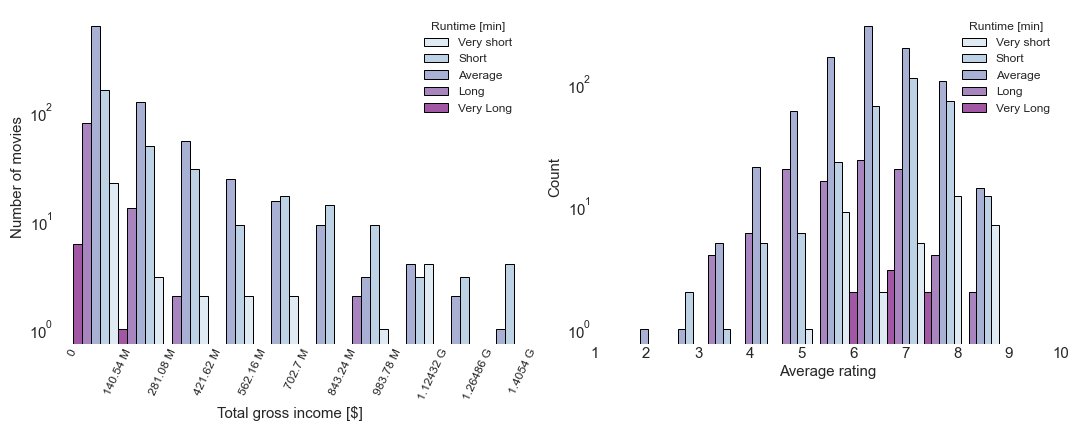 Runtime [min]
Very short
Short
Average
Long
Very Long
Number of movies
10^2
10^1
10^0
0
140.54 M
281.08 M
421.62 M
562.16 M
702.7 M
843.24 M
983.78 M
1.12432 G
1.26486 G
1.4054 G
Total gross income [$]
Runtime [min]
Very short
Short
Average
Long
Very Long
Count
10^2
10^1
10^0
1 2 3 4 5 6 7 8 9 10
Average rating